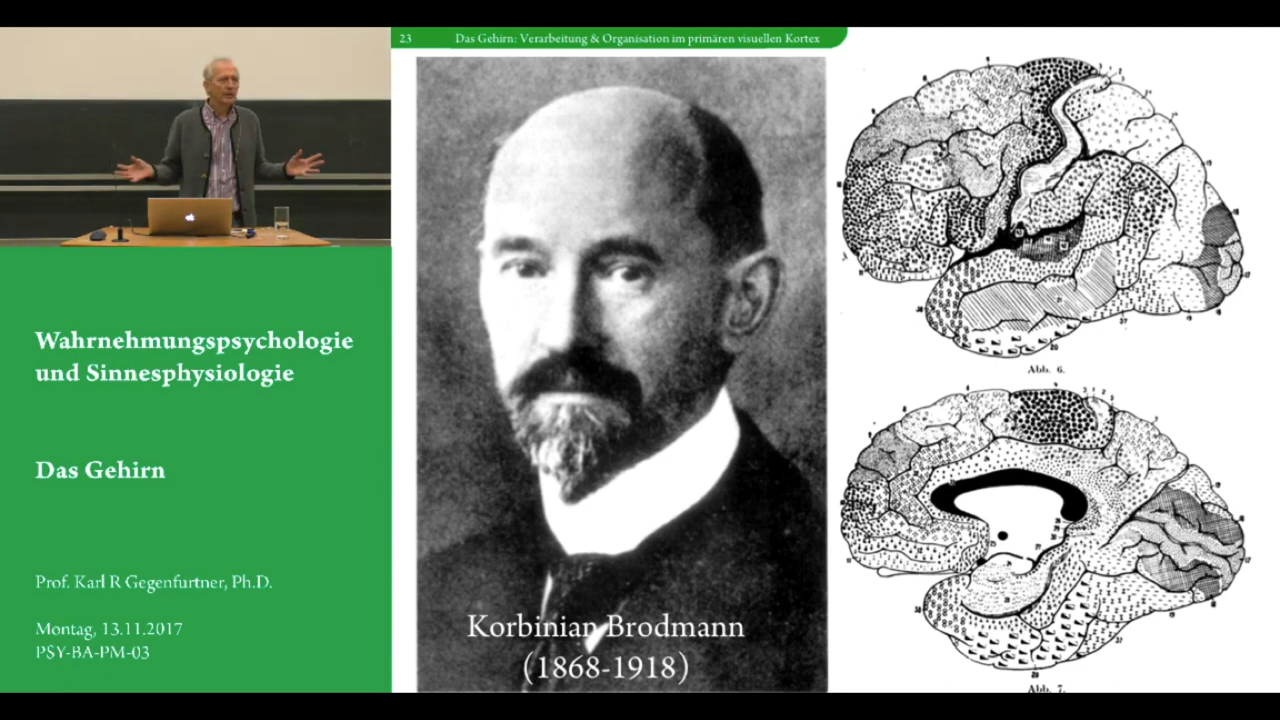 23 Das Gehirn: Verarbeitung & Organisation im primären visuellen Kortex
Wahrnehmungspsychologie
und Sinnesphysiologie
Das Gehirn
Prof. Karl R Gegenfurtner, Ph.D.
Montag, 13.11.2017
PSY-BA-PM-03
Korbinian Brodmann
(1868-1918)
Abb. 6.
Abb. 7.